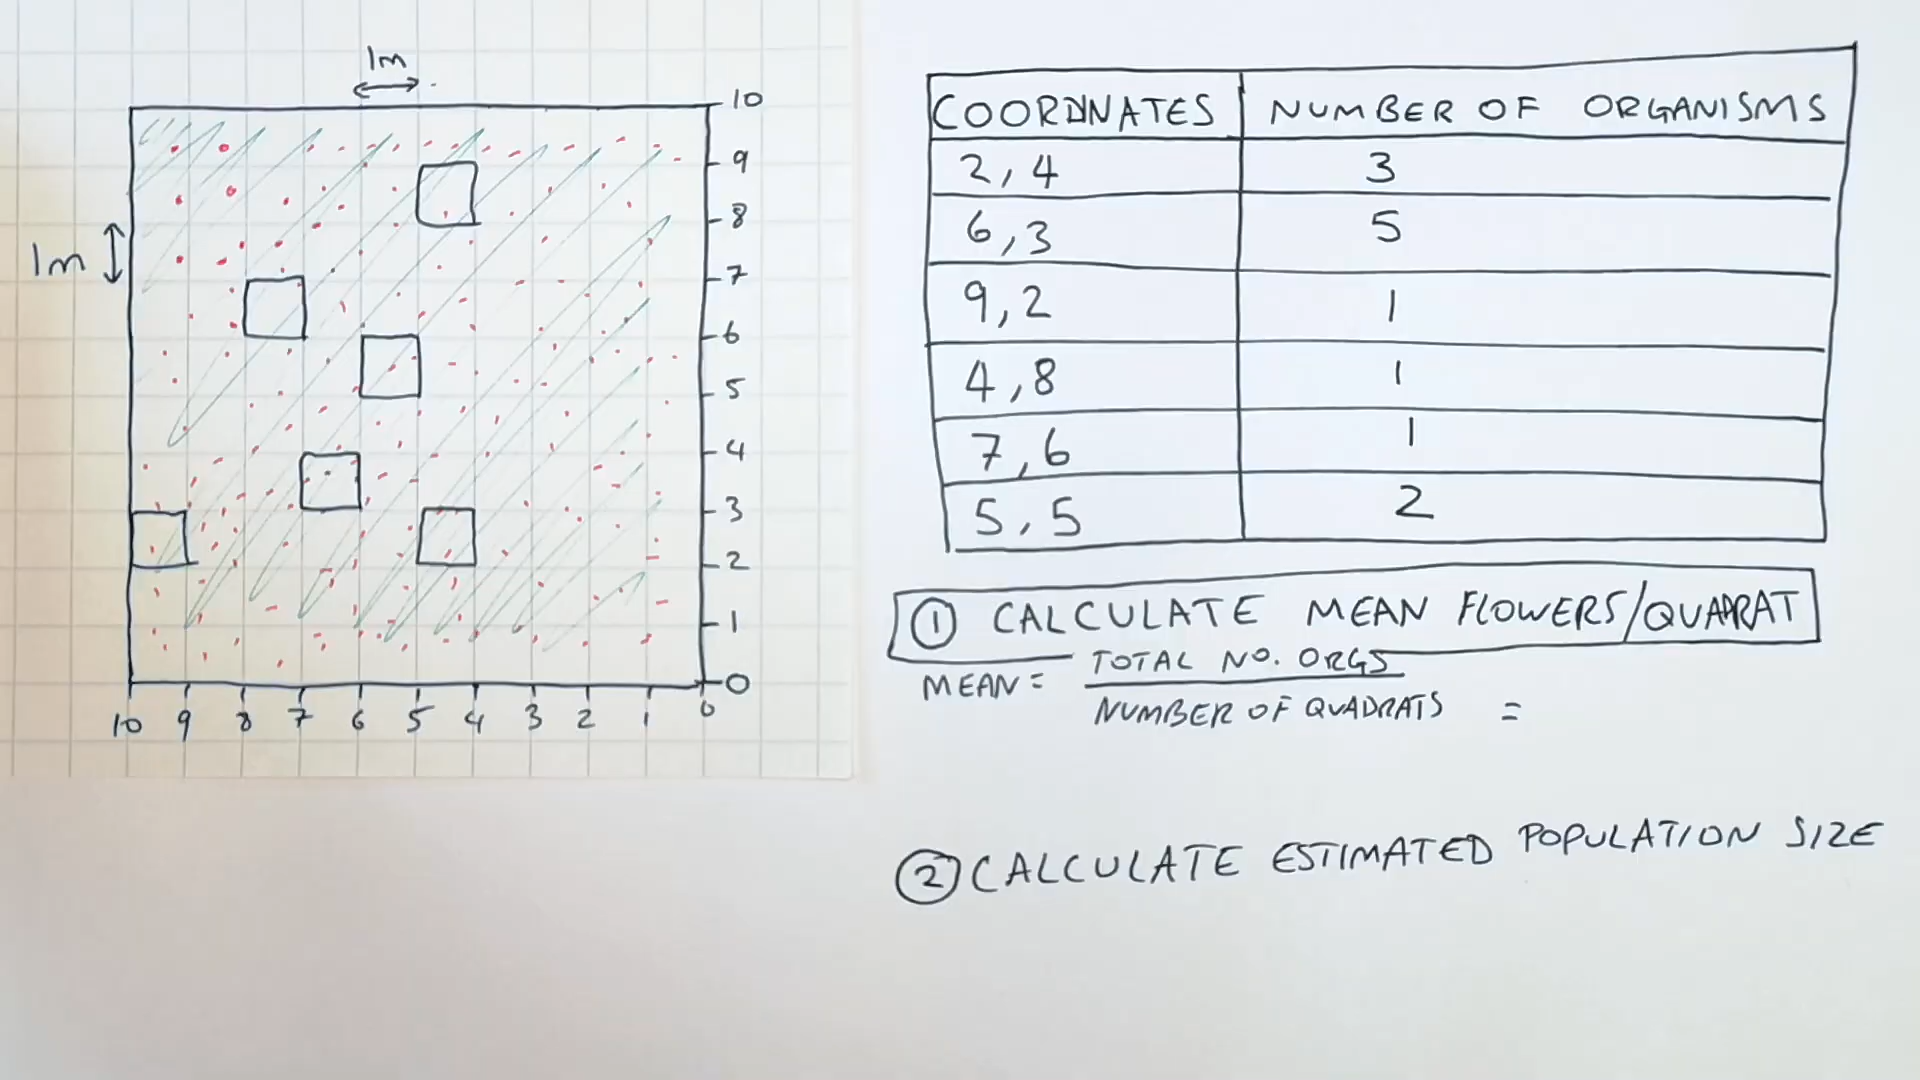 1m
10
9
8
1m
7
6
5
4
3
2
1
0
10 9 8 7 6 5 4 3 2 1 0
COORDNATES NUMBER OF ORGANISMS
2,4 3
6,3 5
9,2 1
4,8 1
7,6 1
5,5 2
① CALCULATE MEAN FLOWERS/QUADRAT
MEAN = TOTAL NO. ORGS
NUMBER OF QUADRATS =
② CALCULATE ESTIMATED POPULATION SIZE